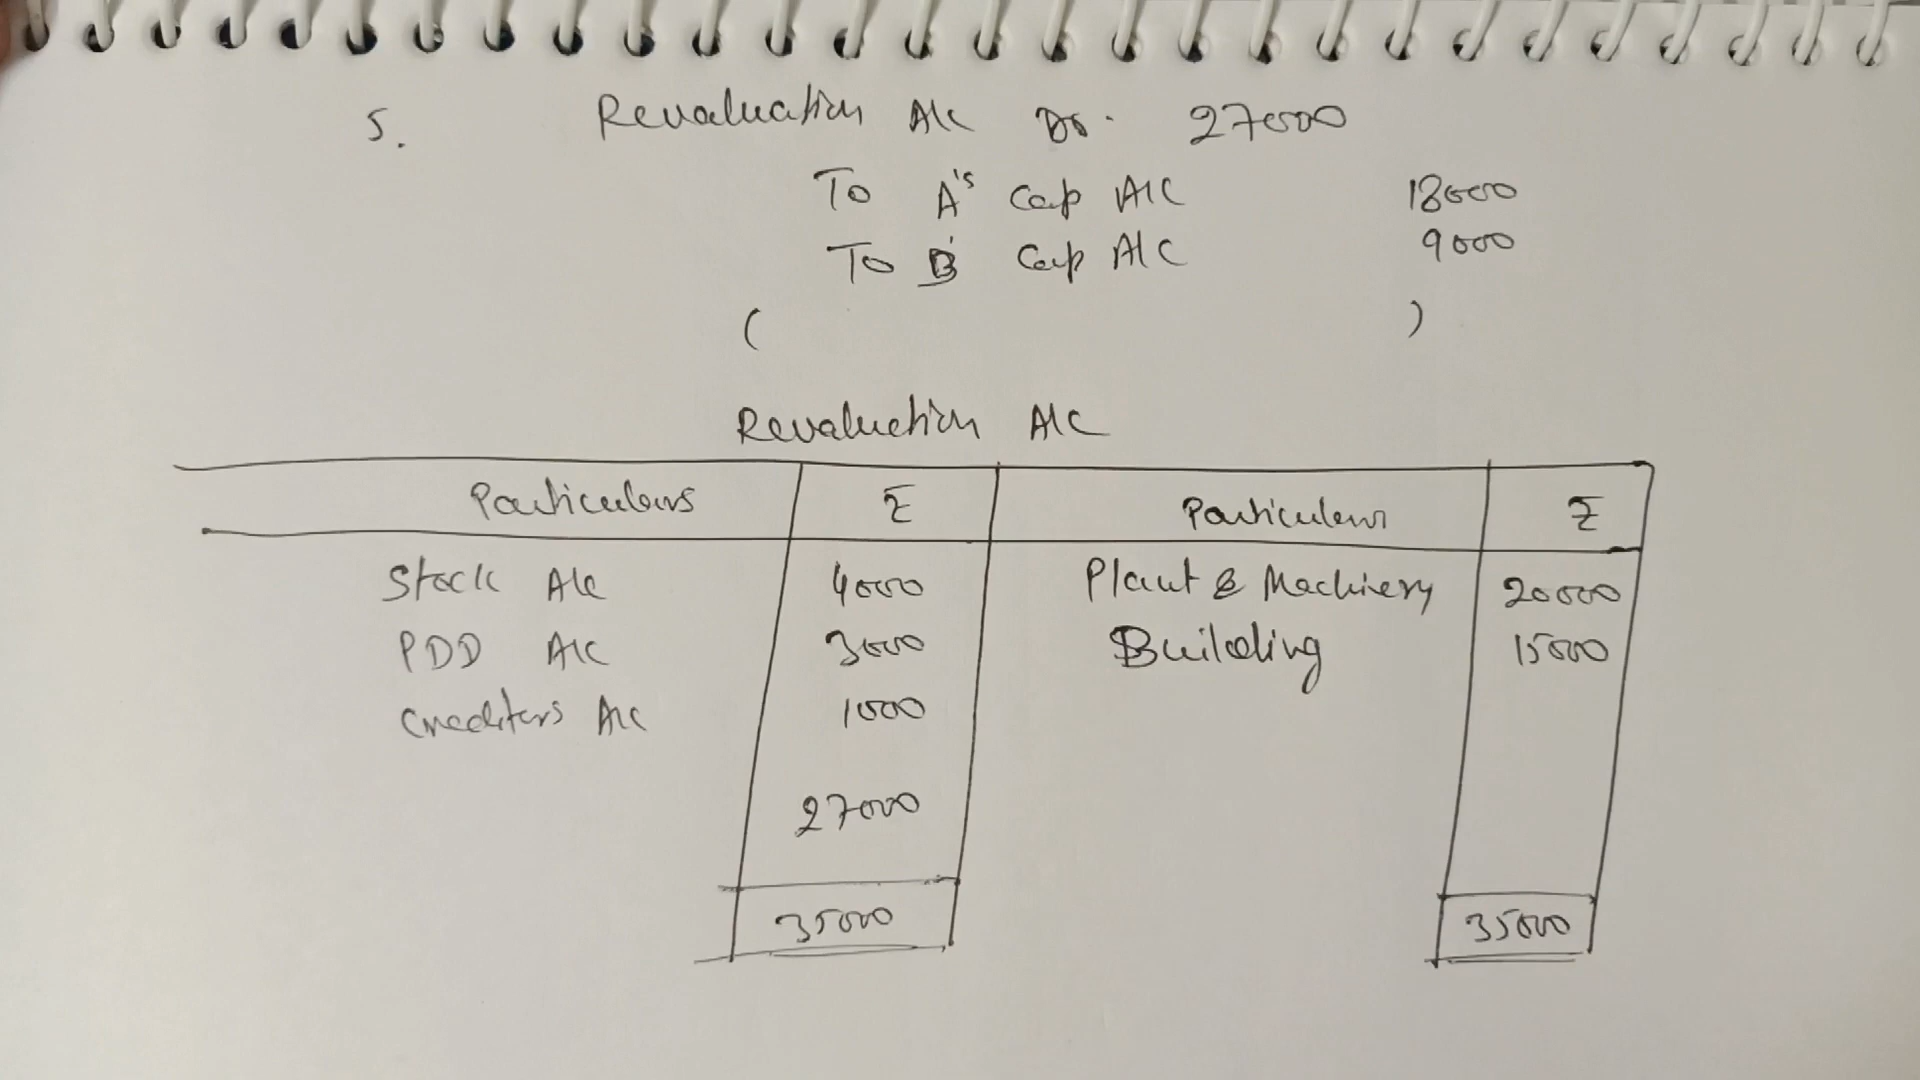 5. Revaluation A/c Dr. 27000
To A's Cap A/C 18000
To B' Cap A/C 9000
( )
Revaluation A/C
Particulars ₹ Particulars ₹
Stock A/c 4000 Plant & Machinery 20000
PDD A/C 3000 Building 15000
Creditors A/c 1000
27000
35000 35000